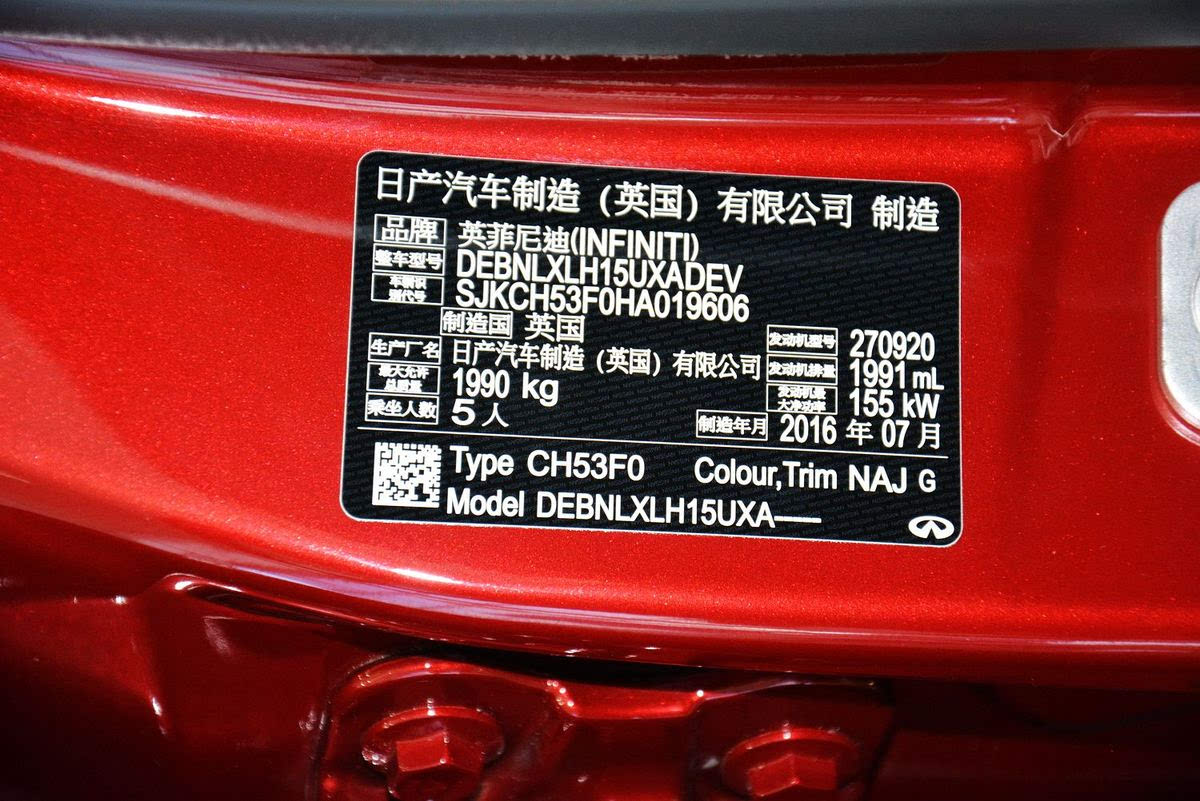 日产汽车制造（英国）有限公司 制造
品牌 英菲尼迪(INFINITI)
整车型号 DEBNLXLH15UXADEV
车辆识别代号 SJKCH53F0HA019606
制造国 英国
发动机型号 270920
生产厂名 日产汽车制造（英国）有限公司
发动机排量 1991 mL
最大允许总质量 1990 kg
发动机最大净功率 155 kW
乘坐人数 5 人
制造年月 2016 年 07 月
Type CH53F0 Colour,Trim NAJ G
Model DEBNLXLH15UXA——